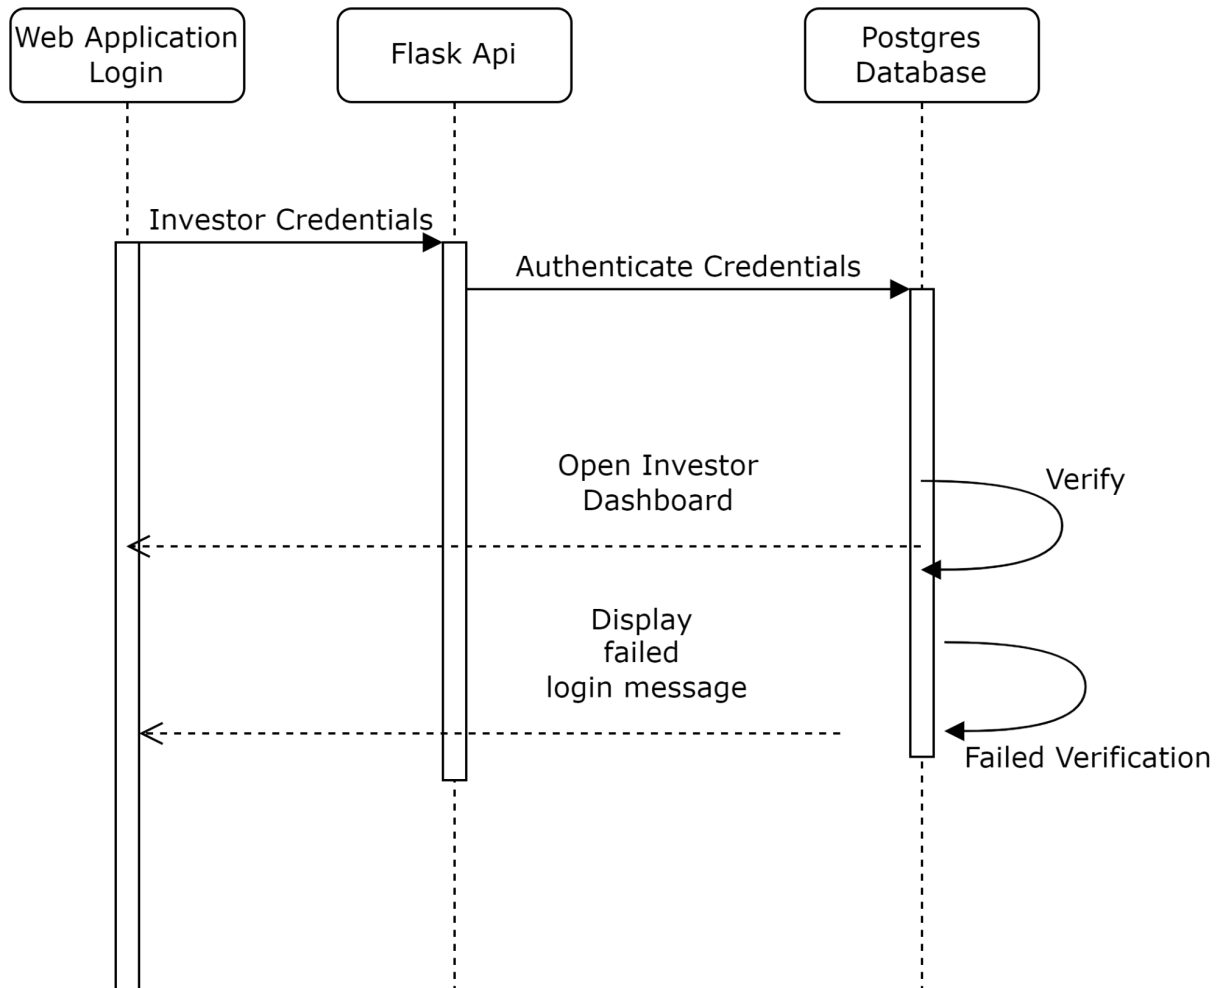 Web Application
Login
Flask Api
Postgres
Database
Investor Credentials
Authenticate Credentials
Open Investor
Dashboard
Verify
Display
failed
login message
Failed Verification